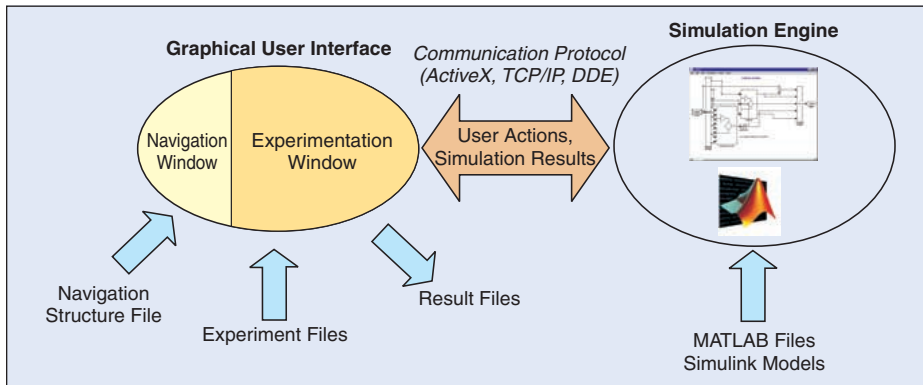 Graphical User Interface
Communication Protocol
(ActiveX, TCP/IP, DDE)
Simulation Engine
Navigation
Window
Experimentation
Window
User Actions,
Simulation Results
Navigation
Structure File
Experiment Files
Result Files
MATLAB Files
Simulink Models